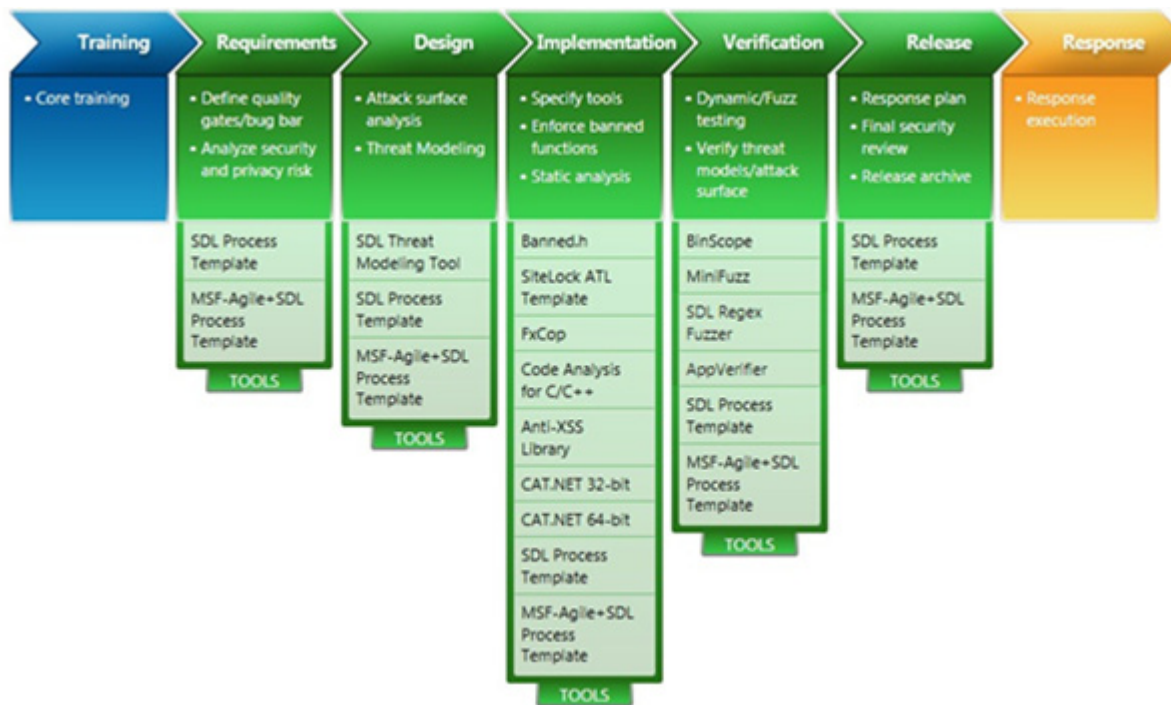 Training
• Core training
Requirements
• Define quality
gates/bug bar
• Analyze security
and privacy risk
SDL Process
Template
MSF-Agile+SDL
Process
Template
TOOLS
Design
• Attack surface
analysis
• Threat Modeling
SDL Threat
Modeling Tool
SDL Process
Template
MSF-Agile+SDL
Process
Template
TOOLS
Implementation
• Specify tools
• Enforce banned
functions
• Static analysis
Banned.h
SiteLock ATL
Template
FxCop
Code Analysis
for C/C++
Anti-XSS
Library
CAT.NET 32-bit
CAT.NET 64-bit
SDL Process
Template
MSF-Agile+SDL
Process
Template
TOOLS
Verification
• Dynamic/Fuzz
testing
• Verify threat
models/attack
surface
BinScope
MiniFuzz
SDL Regex
Fuzzer
AppVerifier
SDL Process
Template
MSF-Agile+SDL
Process
Template
TOOLS
Release
• Response plan
• Final security
review
• Release archive
SDL Process
Template
MSF-Agile+SDL
Process
Template
TOOLS
Response
• Response
execution